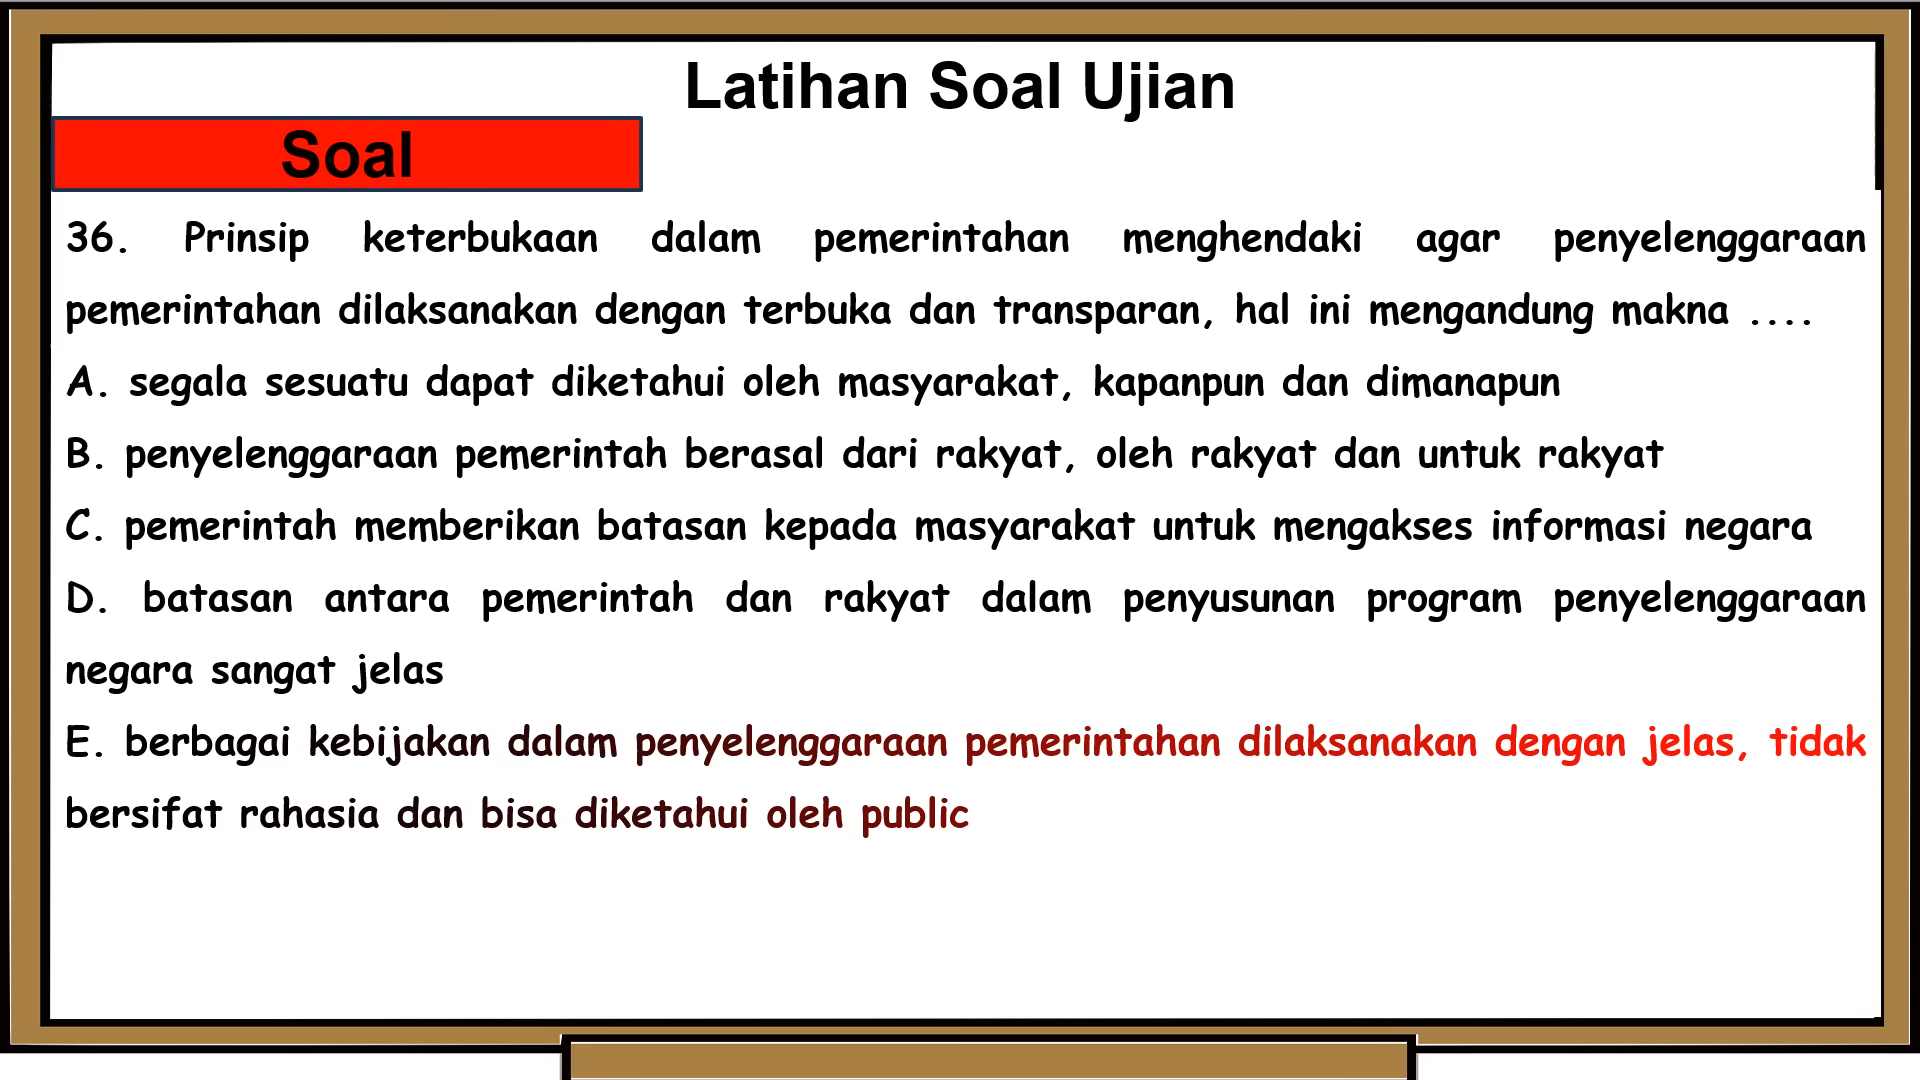 Latihan Soal Ujian
Soal
36. Prinsip keterbukaan dalam pemerintahan menghendaki agar penyelenggaraan
pemerintahan dilaksanakan dengan terbuka dan transparan, hal ini mengandung makna ....
A. segala sesuatu dapat diketahui oleh masyarakat, kapanpun dan dimanapun
B. penyelenggaraan pemerintah berasal dari rakyat, oleh rakyat dan untuk rakyat
C. pemerintah memberikan batasan kepada masyarakat untuk mengakses informasi negara
D. batasan antara pemerintah dan rakyat dalam penyusunan program penyelenggaraan
negara sangat jelas
E. berbagai kebijakan dalam penyelenggaraan pemerintahan dilaksanakan dengan jelas, tidak
bersifat rahasia dan bisa diketahui oleh public